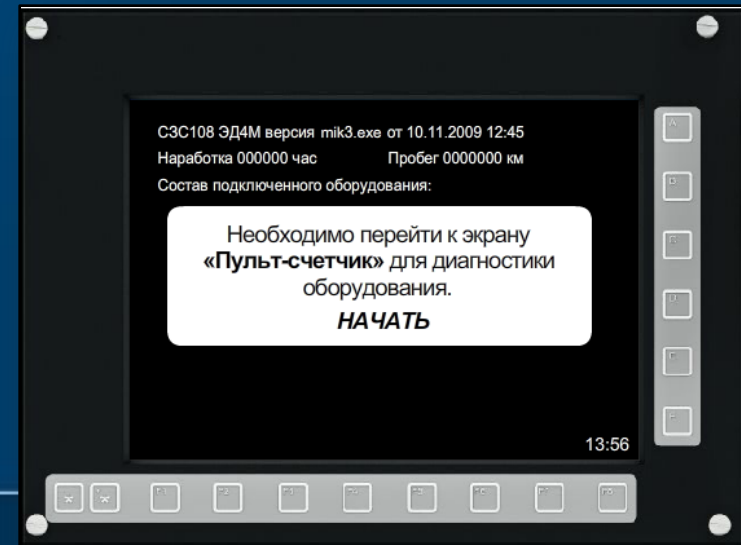 СЗС108 ЭД4М версия mik3.exe от 10.11.2009 12:45
Наработка 000000 час Пробег 0000000 км
Состав подключенного оборудования:
Необходимо перейти к экрану
«Пульт-счетчик» для диагностики
оборудования.
НАЧАТЬ
13:56